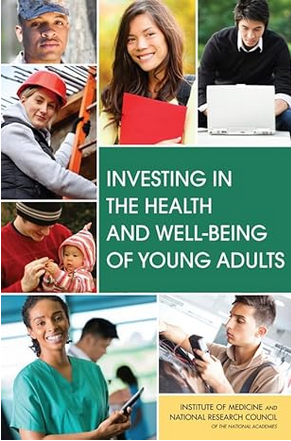 INVESTING IN
THE HEALTH
AND WELL-BEING
OF YOUNG ADULTS
INSTITUTE OF MEDICINE AND
NATIONAL RESEARCH COUNCIL
OF THE NATIONAL ACADEMIES